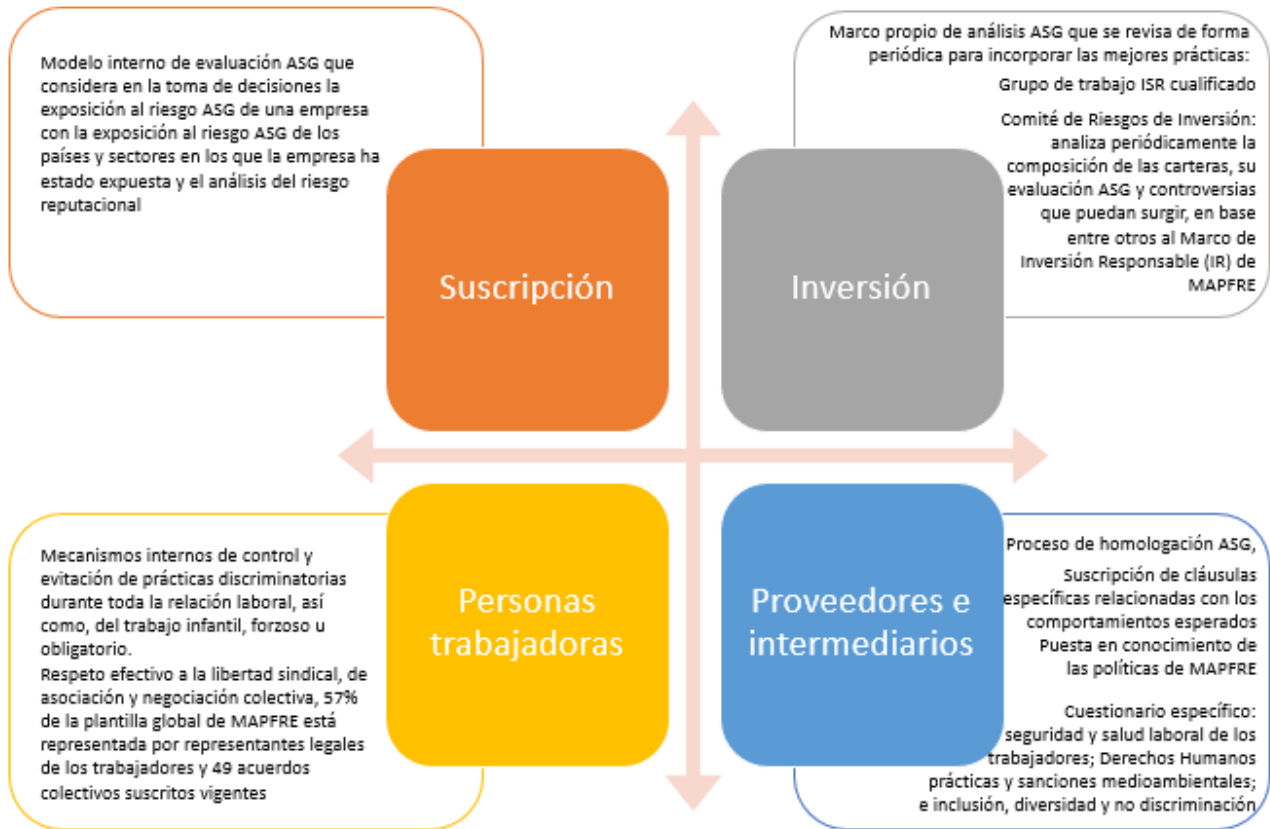 Modelo interno de evaluación ASG que
considera en la toma de decisiones la
exposición al riesgo ASG de una empresa
con la exposición al riesgo ASG de los
países y sectores en los que la empresa ha
estado expuesta y el análisis del riesgo
reputacional
Suscripción
Marco propio de análisis ASG que se revisa de forma
periódica para incorporar las mejores prácticas:
Grupo de trabajo ISR cualificado
Comité de Riesgos de Inversión:
analiza periódicamente la
composición de las carteras, su
evaluación ASG y controversias
que puedan surgir, en base
entre otros al Marco de
Inversión Responsable (IR) de
MAPFRE
Inversión
Mecanismos internos de control y
evitación de prácticas discriminatorias
durante toda la relación laboral, así
como, del trabajo infantil, forzoso u
obligatorio.
Respeto efectivo a la libertad sindical, de
asociación y negociación colectiva, 57%
de la plantilla global de MAPFRE está
representada por representantes legales
de los trabajadores y 49 acuerdos
colectivos suscritos vigentes
Personas
trabajadoras
Proceso de homologación ASG,
Suscripción de cláusulas
específicas relacionadas con los
comportamientos esperados
Puesta en conocimiento de
las políticas de MAPFRE
Cuestionario específico:
seguridad y salud laboral de los
trabajadores; Derechos Humanos
prácticas y sanciones medioambientales;
e inclusión, diversidad y no discriminación
Proveedores e
intermediarios